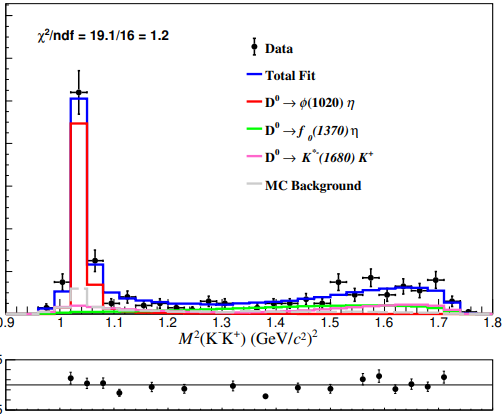 χ²/ndf = 19.1/16 = 1.2
Data
Total Fit
D⁰ → ϕ(1020) η
D⁰ → f₀(1370) η
D⁰ → K*⁻(1680) K⁺
MC Background
0.9 1 1.1 1.2 1.3 1.4 1.5 1.6 1.7 1.8
M²(K⁻K⁺) (GeV/c²)²
5
5